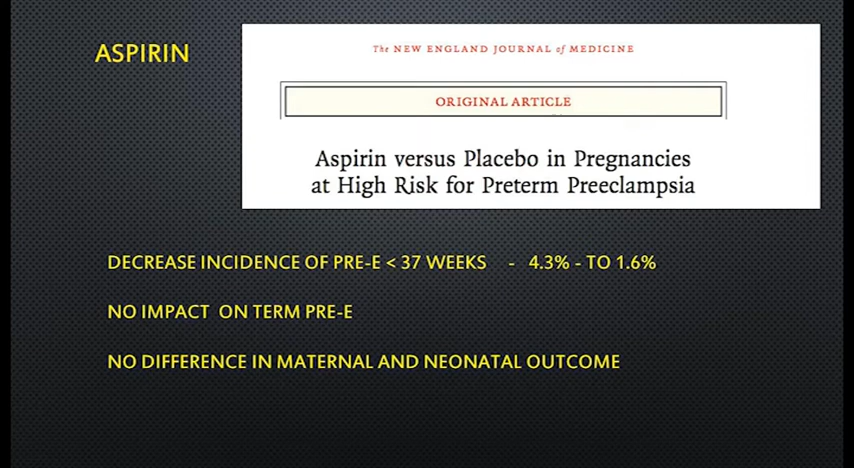 ASPIRIN
The NEW ENGLAND JOURNAL of MEDICINE
ORIGINAL ARTICLE
Aspirin versus Placebo in Pregnancies
at High Risk for Preterm Preeclampsia
DECREASE INCIDENCE OF PRE-E < 37 WEEKS - 4.3% - TO 1.6%
NO IMPACT ON TERM PRE-E
NO DIFFERENCE IN MATERNAL AND NEONATAL OUTCOME